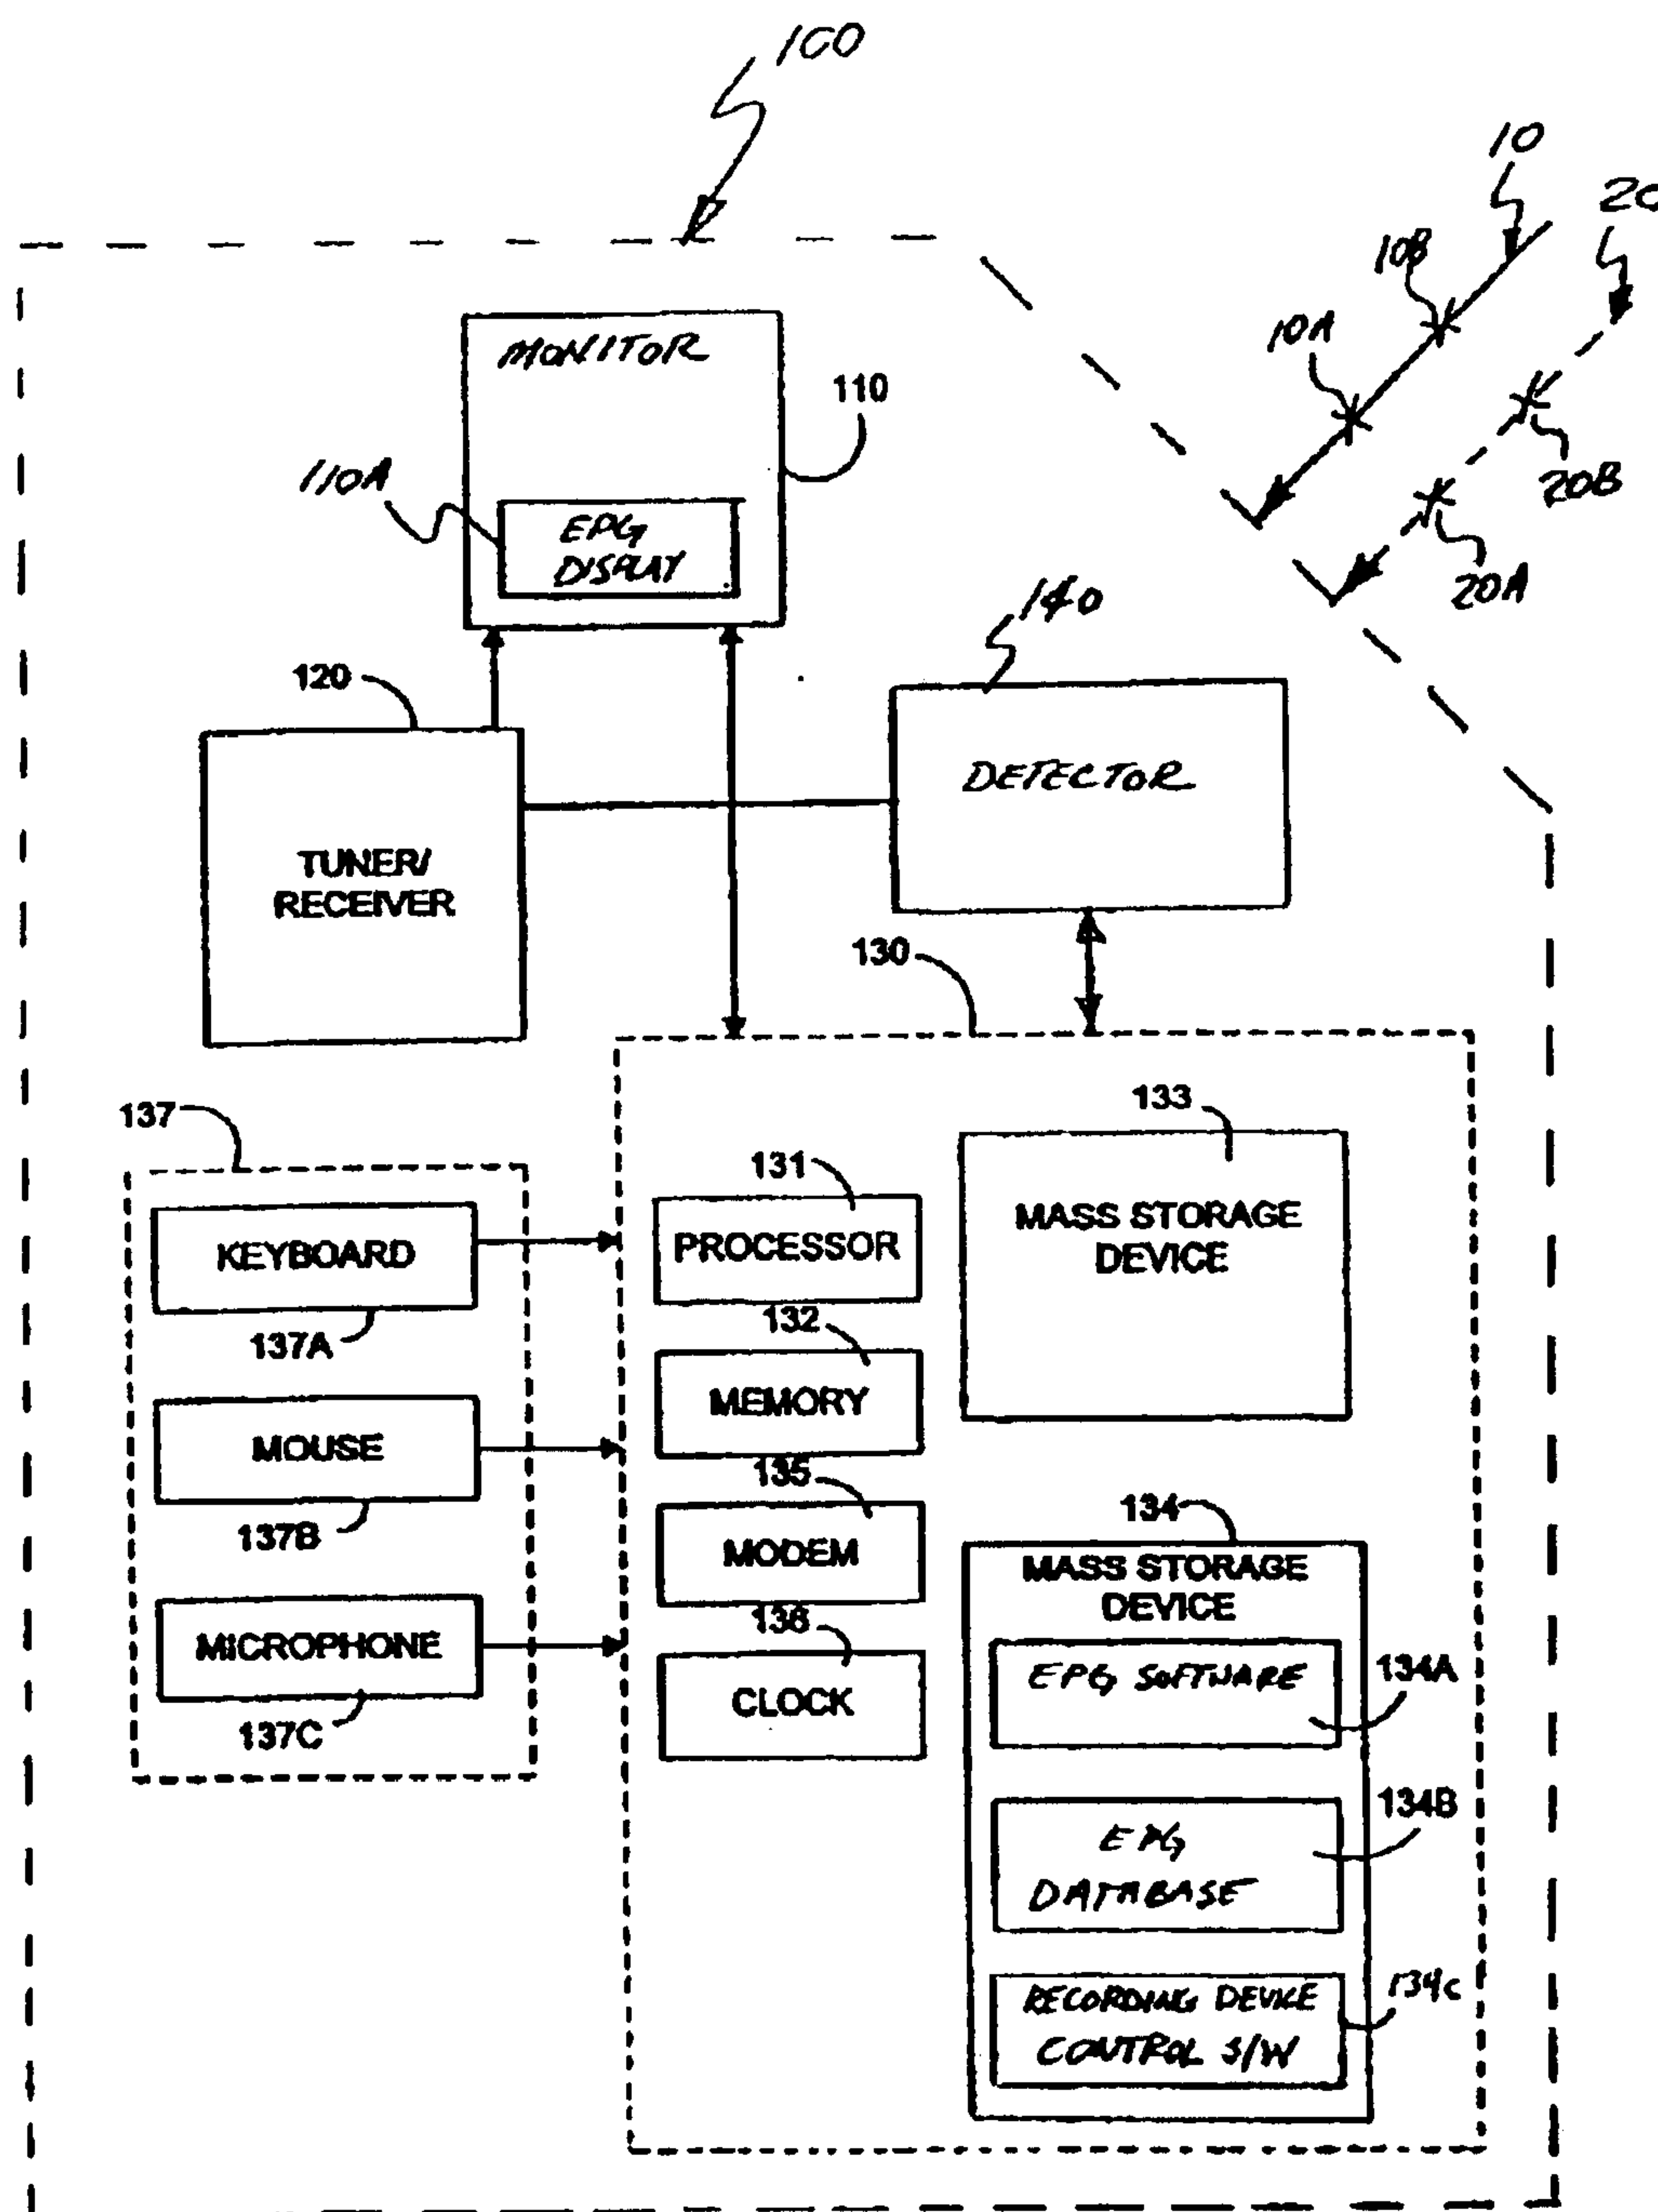 100
10
20
10B
10A
MONITOR
110
110A
EPG
DISPLAY
20B
20A
140
120
DETECTOR
TUNER/
RECEIVER
130
137
133
131
KEYBOARD
PROCESSOR
MASS STORAGE
DEVICE
137A
132
MOUSE
MEMORY
137B
135
134
MODEM
MASS STORAGE
DEVICE
136
MICROPHONE
EPG SOFTWARE
134A
137C
CLOCK
134B
EPG
DATABASE
RECORDING DEVICE
CONTROL S/W
134C